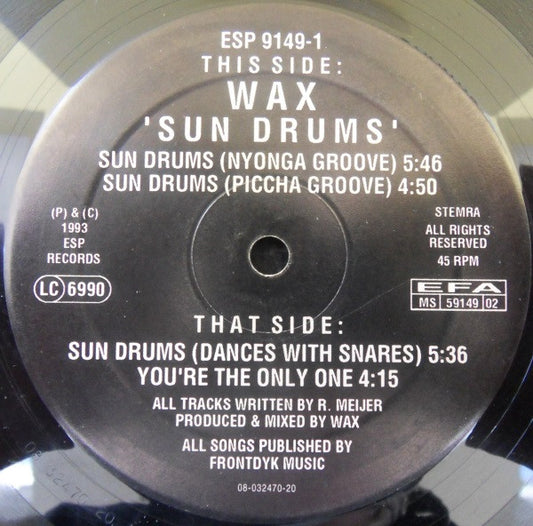 ESP 9149-1
THIS SIDE:
WAX
'SUN DRUMS'
SUN DRUMS (NYONGA GROOVE) 5:46
SUN DRUMS (PICCHA GROOVE) 4:50
(P) & (C)
1993
ESP
RECORDS
LC 6990
STEMRA
ALL RIGHTS
RESERVED
45 RPM
EFA
MS 59149 02
THAT SIDE:
SUN DRUMS (DANCES WITH SNARES) 5:36
YOU'RE THE ONLY ONE 4:15
ALL TRACKS WRITTEN BY R. MEIJER
PRODUCED & MIXED BY WAX
ALL SONGS PUBLISHED BY
FRONTDYK MUSIC
08-032470-20
08 32470 20